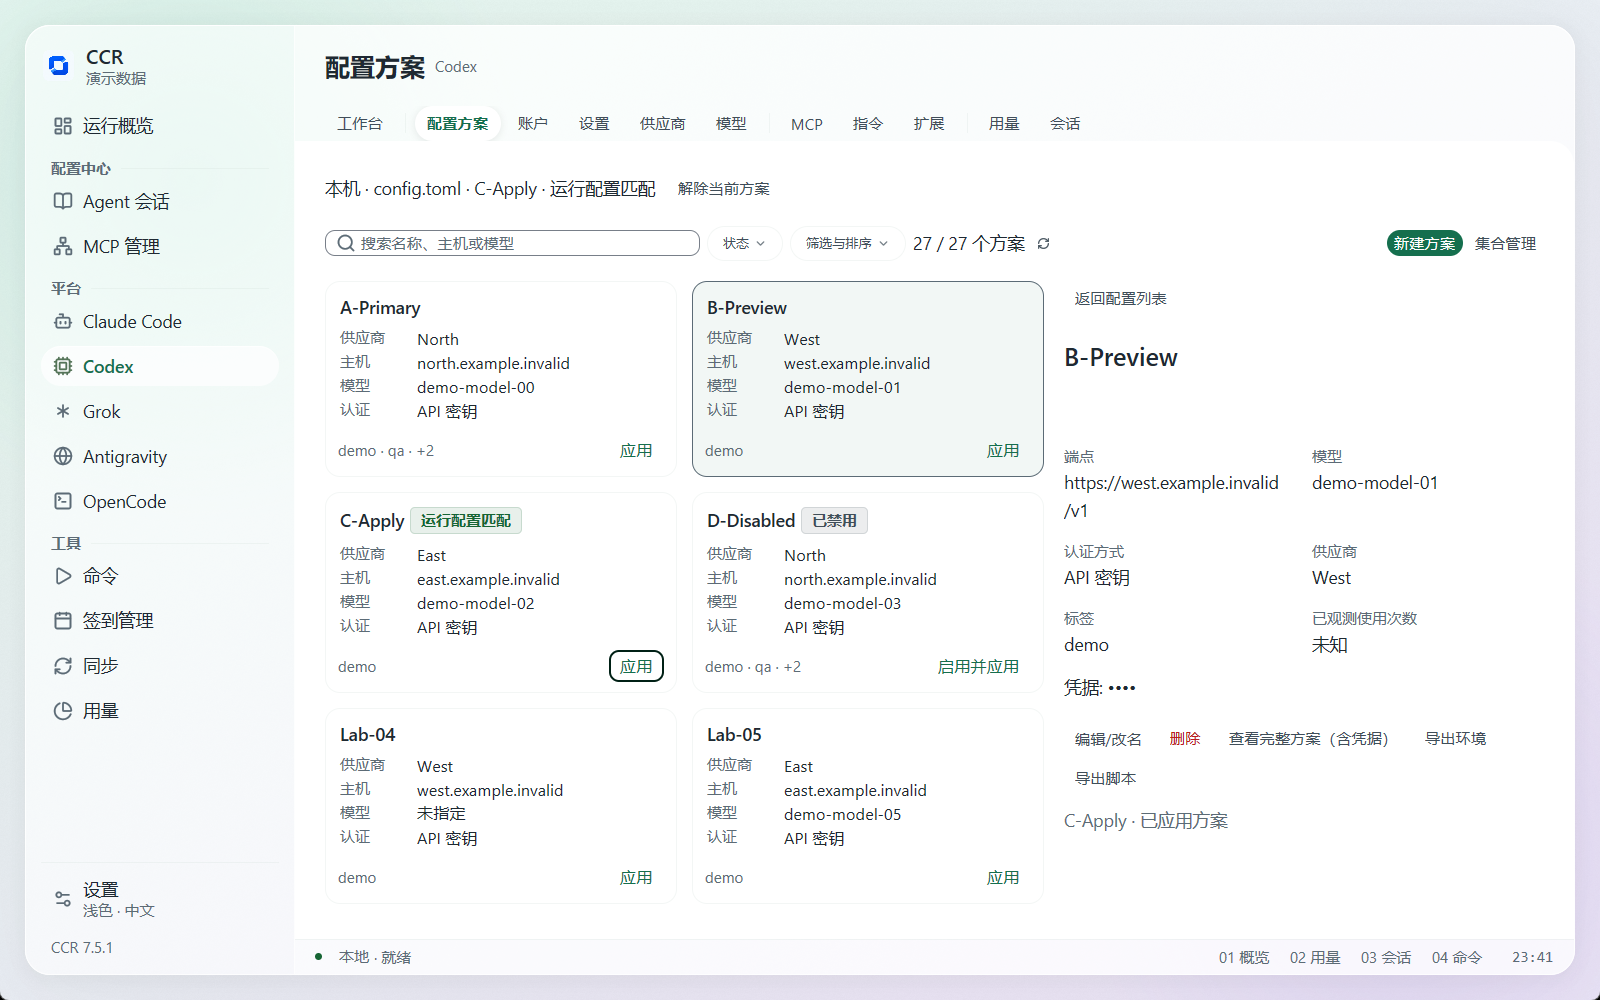 CCR
演示数据
运行概览
配置中心
Agent 会话
MCP 管理
平台
Claude Code
Codex
Grok
Antigravity
OpenCode
工具
命令
签到管理
同步
用量
设置
浅色 · 中文
CCR 7.5.1
配置方案 Codex
工作台 配置方案 账户 设置 供应商 模型 MCP 指令 扩展 用量 会话
本机 · config.toml · C-Apply · 运行配置匹配 解除当前方案
搜索名称、主机或模型 状态 筛选与排序 27 / 27 个方案 新建方案 集合管理
A-Primary
供应商 North
主机 north.example.invalid
模型 demo-model-00
认证 API 密钥
demo · qa · +2 应用
B-Preview
供应商 West
主机 west.example.invalid
模型 demo-model-01
认证 API 密钥
demo 应用
C-Apply 运行配置匹配
供应商 East
主机 east.example.invalid
模型 demo-model-02
认证 API 密钥
demo 应用
D-Disabled 已禁用
供应商 North
主机 north.example.invalid
模型 demo-model-03
认证 API 密钥
demo · qa · +2 启用并应用
Lab-04
供应商 West
主机 west.example.invalid
模型 未指定
认证 API 密钥
demo 应用
Lab-05
供应商 East
主机 east.example.invalid
模型 demo-model-05
认证 API 密钥
demo 应用
返回配置列表
B-Preview
端点
https://west.example.invalid
/v1
模型
demo-model-01
认证方式
API 密钥
供应商
West
标签
demo
已观测使用次数
未知
凭据: ••••
编辑/改名 删除 查看完整方案（含凭据） 导出环境
导出脚本
C-Apply · 已应用方案
本地 · 就绪 01 概览 02 用量 03 会话 04 命令 23:41